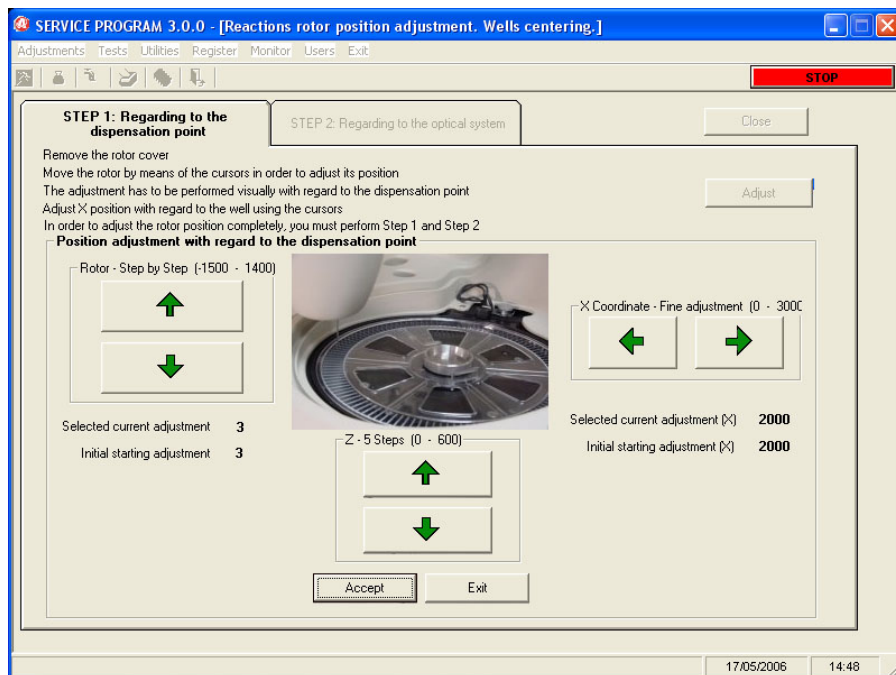 SERVICE PROGRAM 3.0.0 - [Reactions rotor position adjustment. Wells centering.]
Adjustments Tests Utilities Register Monitor Users Exit
STOP
STEP 1: Regarding to the
dispensation point
STEP 2: Regarding to the optical system
Close
Remove the rotor cover
Move the rotor by means of the cursors in order to adjust its position
The adjustment has to be performed visually with regard to the dispensation point
Adjust X position with regard to the well using the cursors
In order to adjust the rotor position completely, you must perform Step 1 and Step 2
Adjust
Position adjustment with regard to the dispensation point
Rotor - Step by Step (-1500 - 1400)
X Coordinate - Fine adjustment (0 - 3000
Selected current adjustment 3
Initial starting adjustment 3
Selected current adjustment (X) 2000
Initial starting adjustment (X) 2000
Z - 5 Steps (0 - 600)
Accept Exit
17/05/2006 14:48